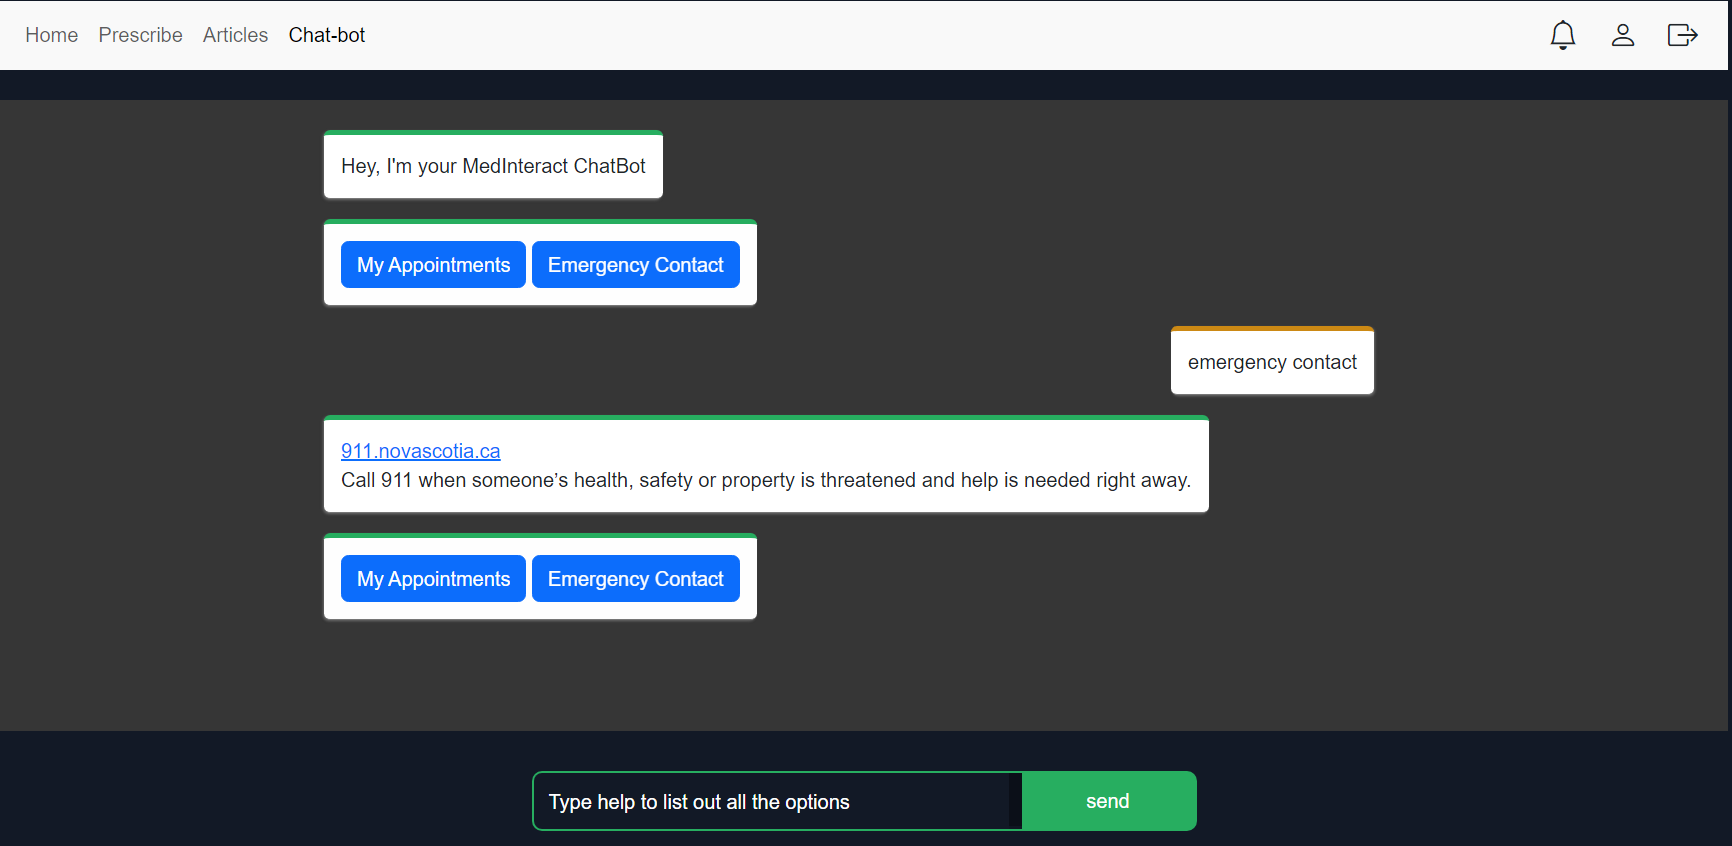 Home Prescribe Articles Chat-bot
Hey, I'm your MedInteract ChatBot
My Appointments Emergency Contact
emergency contact
911.novascotia.ca
Call 911 when someone’s health, safety or property is threatened and help is needed right away.
My Appointments Emergency Contact
Type help to list out all the options send